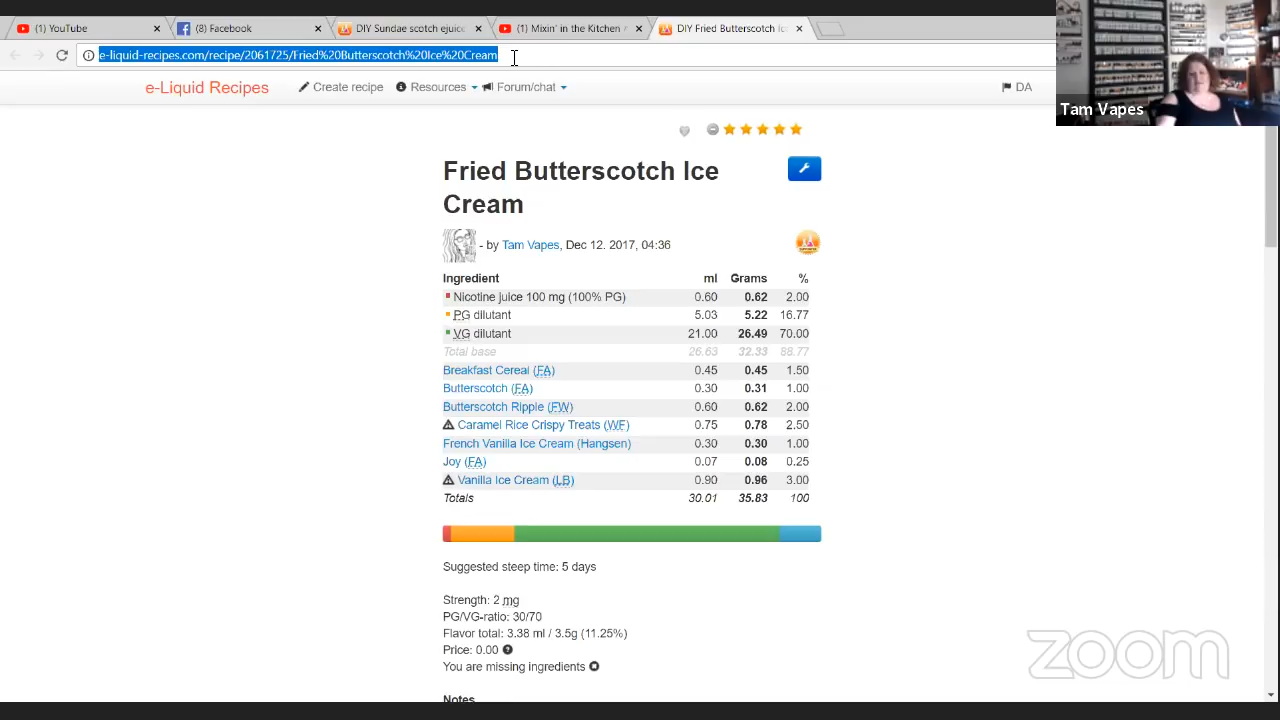 (1) YouTube
(8) Facebook
DIY Sund
ch ejuice
(1) LIV
in the Kitchen
DIY Fried Buttersc
e-liquid-recipes.com/recipe/2061725/Fried%20Butterscotch%20Ice%20Cream
Tam Vapes
e-Liquid Recipes
Create recipe
Resources
Forum/chat
DA
Fried Butterscotch Ice
Cream
- by Tam Vapes, Dec 12. 2017, 04:36
Ingredient ml Grams %
Nicotine juice 100 mg (100% PG) 0.60 0.62 2.00
PG dilutant 5.03 5.22 16.77
VG dilutant 21.00 26.49 70.00
Total base 26.63 32.33 88.77
Breakfast Cereal (FA) 0.45 0.45 1.50
Butterscotch (FA) 0.30 0.31 1.00
Butterscotch Ripple (FW) 0.60 0.62 2.00
Caramel Rice Crispy Treats (WF) 0.75 0.78 2.50
French Vanilla Ice Cream (Hangsen) 0.30 0.30 1.00
Joy (FA) 0.07 0.08 0.25
Vanilla Ice Cream (LB) 0.90 0.96 3.00
Totals 30.01 35.83 100
Suggested steep time: 5 days
Strength: 2 mg
PG/VG-ratio: 30/70
Flavor total: 3.38 ml / 3.5g (11.25%)
Price: 0.00
You are missing ingredients
Notes
zoom